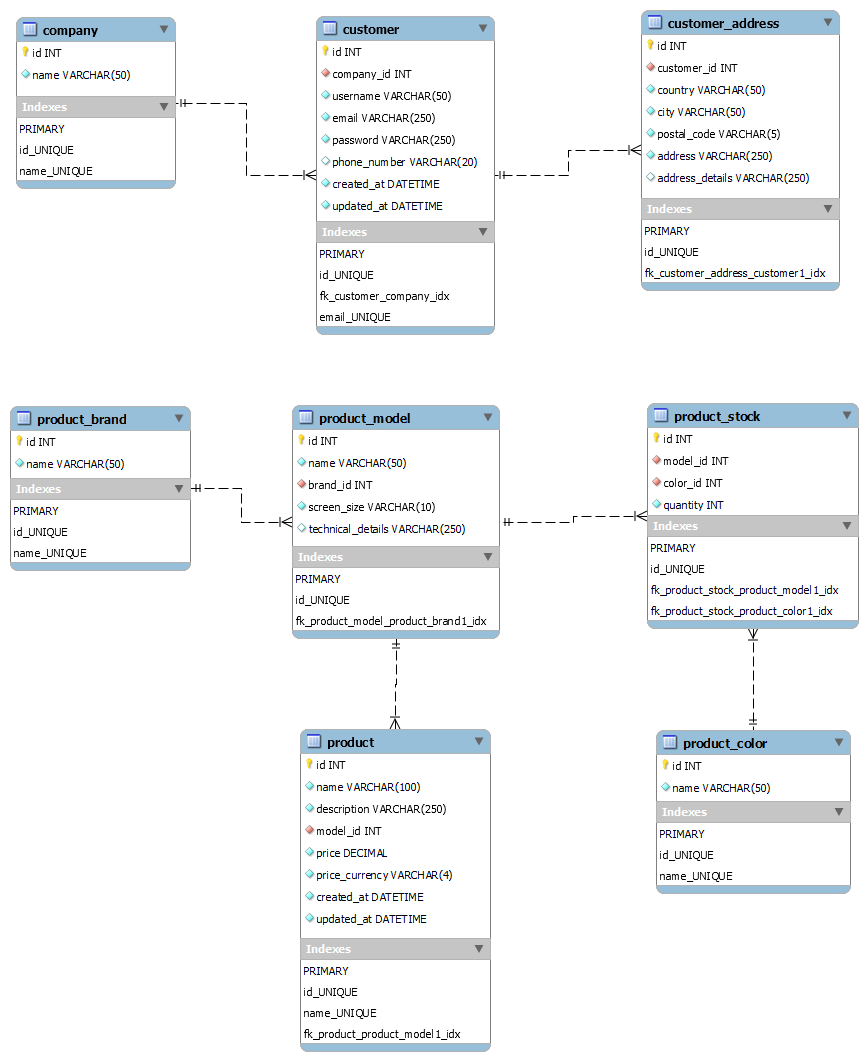 company
id INT
name VARCHAR(50)
Indexes
PRIMARY
id_UNIQUE
name_UNIQUE
customer
id INT
company_id INT
username VARCHAR(50)
email VARCHAR(250)
password VARCHAR(250)
phone_number VARCHAR(20)
created_at DATETIME
updated_at DATETIME
Indexes
PRIMARY
id_UNIQUE
fk_customer_company_idx
email_UNIQUE
customer_address
id INT
customer_id INT
country VARCHAR(50)
city VARCHAR(50)
postal_code VARCHAR(5)
address VARCHAR(250)
address_details VARCHAR(250)
Indexes
PRIMARY
id_UNIQUE
fk_customer_address_customer1_idx
product_brand
id INT
name VARCHAR(50)
Indexes
PRIMARY
id_UNIQUE
name_UNIQUE
product_model
id INT
name VARCHAR(50)
brand_id INT
screen_size VARCHAR(10)
technical_details VARCHAR(250)
Indexes
PRIMARY
id_UNIQUE
fk_product_model_product_brand1_idx
product_stock
id INT
model_id INT
color_id INT
quantity INT
Indexes
PRIMARY
id_UNIQUE
fk_product_stock_product_model1_idx
fk_product_stock_product_color1_idx
product
id INT
name VARCHAR(100)
description VARCHAR(250)
model_id INT
price DECIMAL
price_currency VARCHAR(4)
created_at DATETIME
updated_at DATETIME
Indexes
PRIMARY
id_UNIQUE
name_UNIQUE
fk_product_product_model1_idx
product_color
id INT
name VARCHAR(50)
Indexes
PRIMARY
id_UNIQUE
name_UNIQUE